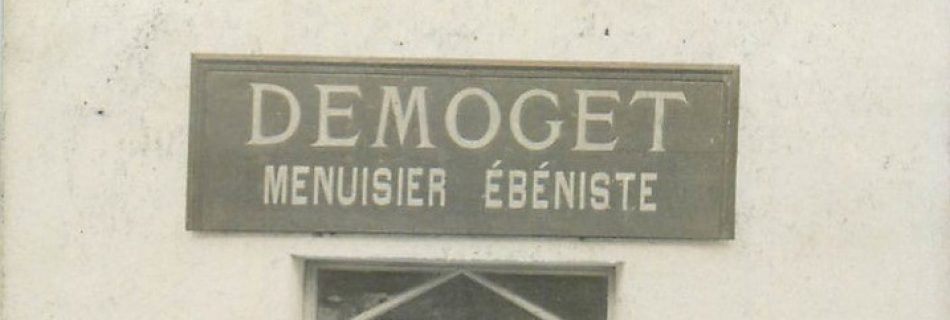 DEMOGET
MENUISIER ÉBÉNISTE